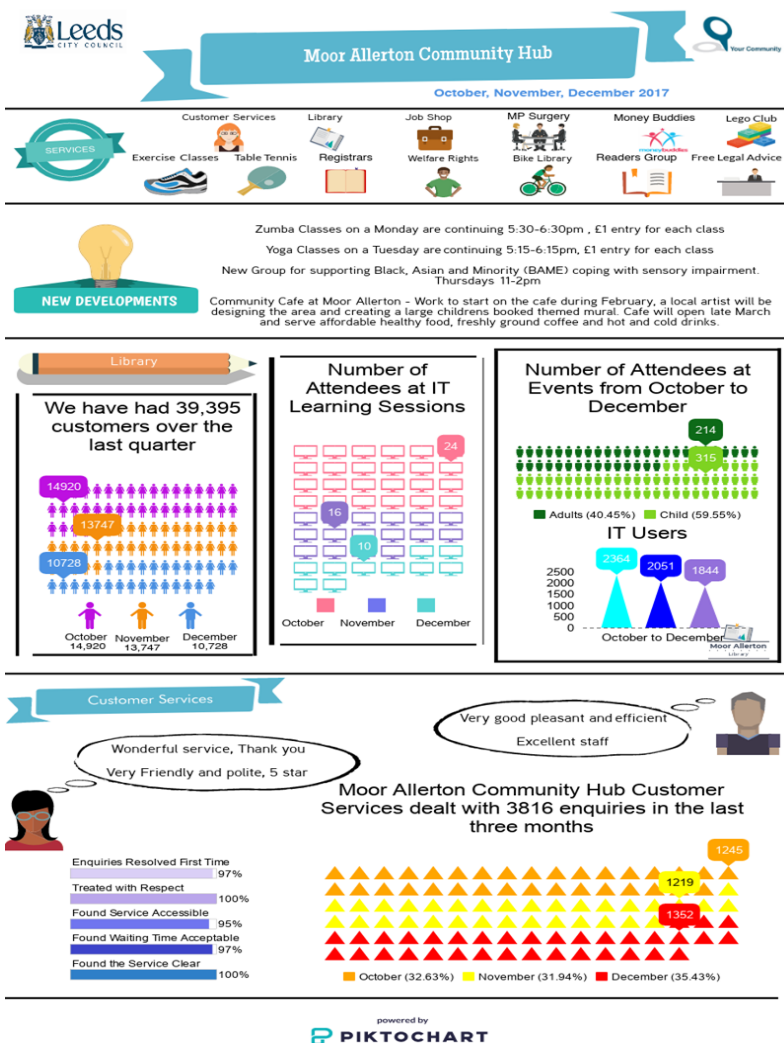 Leeds
CITY COUNCIL
Moor Allerton Community Hub
Your Community
October, November, December 2017
SERVICES
Customer Services
Library
Job Shop
MP Surgery
Money Buddies
Lego Club
moneybuddies
Exercise Classes
Table Tennis
Registrars
Welfare Rights
Bike Library
Readers Group
Free Legal Advice
NEW DEVELOPMENTS
Zumba Classes on a Monday are continuing 5:30-6:30pm , £1 entry for each class
Yoga Classes on a Tuesday are continuing 5:15-6:15pm, £1 entry for each class
New Group for supporting Black, Asian and Minority (BAME) coping with sensory impairment.
Thursdays 11-2pm
Community Cafe at Moor Allerton - Work to start on the cafe during February, a local artist will be
designing the area and creating a large childrens booked themed mural. Cafe will open late March
and serve affordable healthy food, freshly ground coffee and hot and cold drinks.
Library
We have had 39,395
customers over the
last quarter
14920
13747
10728
October
14,920
November
13,747
December
10,728
Number of
Attendees at IT
Learning Sessions
24
16
10
October
November
December
Number of Attendees at
Events from October to
December
214
315
Adults (40.45%)
Child (59.55%)
IT Users
2364
2051
1844
2500
2000
1500
1000
500
0
October to December
Moor Allerton
Library
Customer Services
Wonderful service, Thank you
Very Friendly and polite, 5 star
Very good pleasant and efficient
Excellent staff
Moor Allerton Community Hub Customer
Services dealt with 3816 enquiries in the last
three months
Enquiries Resolved First Time
97%
Treated with Respect
100%
Found Service Accessible
95%
Found Waiting Time Acceptable
97%
Found the Service Clear
100%
1245
1219
1352
October (32.63%)
November (31.94%)
December (35.43%)
powered by
PIKTOCHART